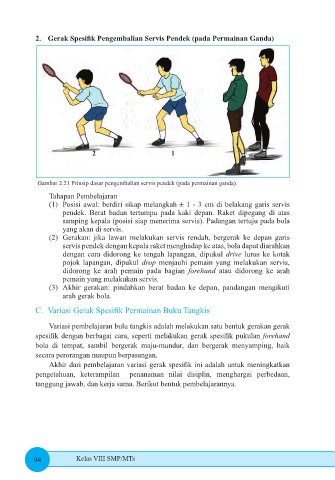 2. Gerak Spesifik Pengembalian Servis Pendek (pada Permainan Ganda)
2 1
Gambar 2.21 Prinsip dasar pengembalian servis pendek (pada permainan ganda).
Tahapan Pembelajaran
(1) Posisi awal: berdiri sikap melangkah ± 1 - 3 cm di belakang garis servis
pendek. Berat badan tertumpu pada kaki depan. Raket dipegang di atas
samping kepala (posisi siap menerima servis). Padangan tertuju pada bola
yang akan di servis.
(2) Gerakan: jika lawan melakukan servis rendah, bergerak ke depan garis
servis pendek dengan kepala raket menghadap ke atas, bola dapat diarahkan
dengan cara didorong ke tengah lapangan, dipukul drive lurus ke kotak
pojok lapangan, dipukul drop menjauhi pemain yang melakukan servis,
didorong ke arah pemain pada bagian forehand atau didorong ke arah
pemain yang melakukan servis.
(3) Akhir gerakan: pindahkan berat badan ke depan, pandangan mengikuti
arah gerak bola.
C. Variasi Gerak Spesifik Permainan Buku Tangkis
Variasi pembelajaran bulu tangkis adalah melakukan satu bentuk gerakan gerak
spesifik dengan berbagai cara, seperti melakukan gerak spesifik pukulan forehand
bola di tempat, sambil bergerak maju-mundur, dan bergerak menyamping, baik
secara perorangan maupun berpasangan.
Akhir dari pembelajaran variasi gerak spesifik ini adalah untuk meningkatkan
pengetahuan, keterampilan penanaman nilai disiplin, menghargai perbedaan,
tanggung jawab, dan kerja sama. Berikut bentuk pembelajarannya.
94 Kelas VIII SMP/MTs